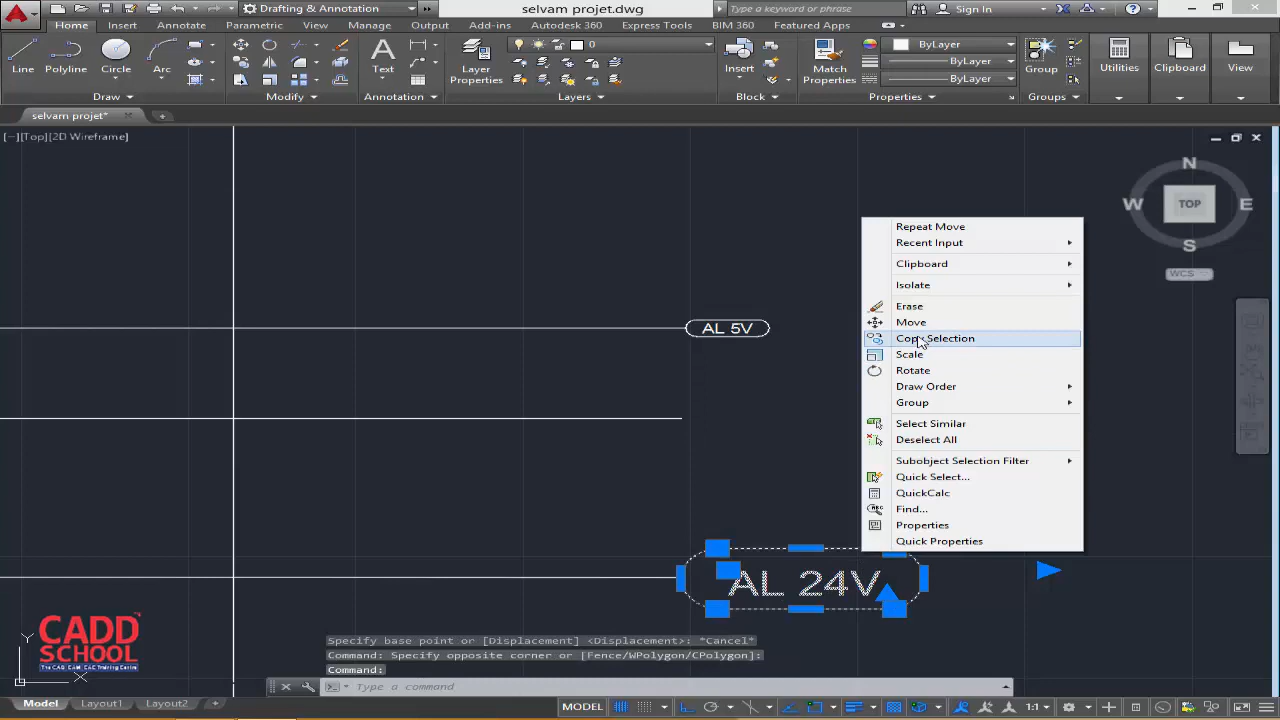 Drafting & Annotation
selvam projet.dwg
Type a keyword or phrase
Sign In
Home Insert Annotate Parametric View Manage Output Add-ins Autodesk 360 Express Tools BIM 360 Featured Apps
0
ByLayer
ByLayer
ByLayer
Line Polyline Circle Arc Text Layer Properties Insert Match Properties Group Utilities Clipboard View
Draw Modify Annotation Layers Block Properties Groups
selvam projet*
[−][Top][2D Wireframe]
N
W TOP E
S
WCS
Repeat Move
Recent Input
Clipboard
Isolate
Erase
Move
Copy Selection
Scale
Rotate
Draw Order
Group
Select Similar
Deselect All
Subobject Selection Filter
Quick Select...
QuickCalc
Find...
Properties
Quick Properties
AL 5V
AL 24V
CADD
SCHOOL
Y
X
Specify base point or [Displacement] <Displacement>: *Cancel*
Command: Specify opposite corner or [Fence/WPolygon/CPolygon]:
Command:
Type a command
Model Layout1 Layout2
MODEL
1:1